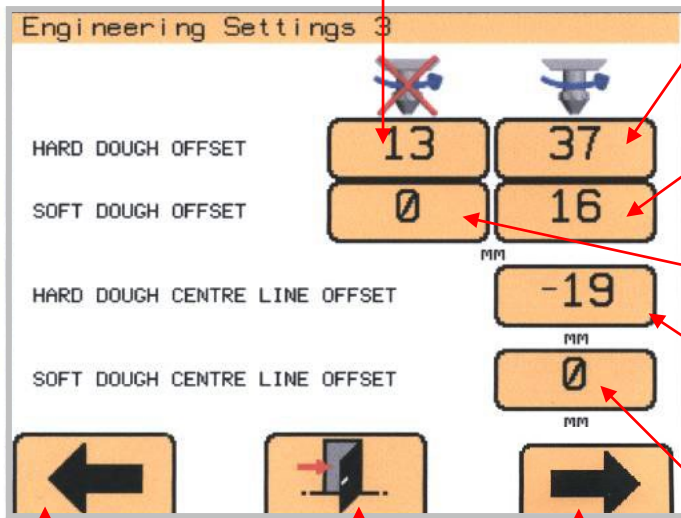 Engineering Settings 3
HARD DOUGH OFFSET 13 37
SOFT DOUGH OFFSET 0 16
MM
HARD DOUGH CENTRE LINE OFFSET -19
MM
SOFT DOUGH CENTRE LINE OFFSET 0
MM